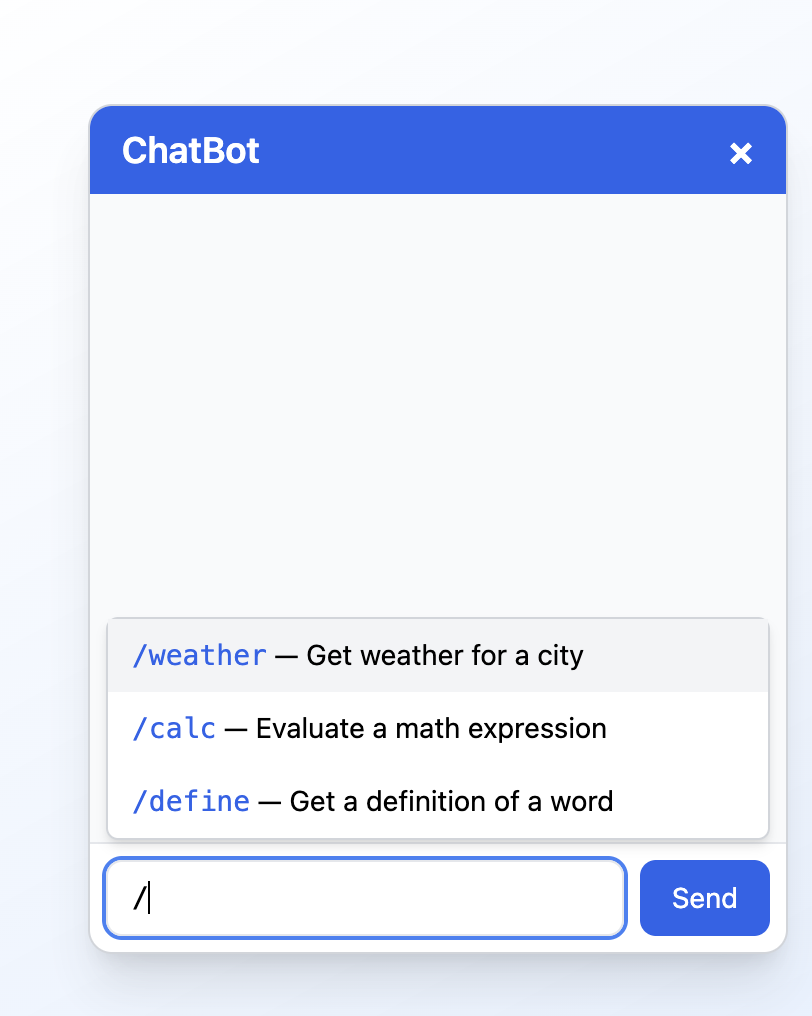 ChatBot ×
/weather — Get weather for a city
/calc — Evaluate a math expression
/define — Get a definition of a word
/ Send